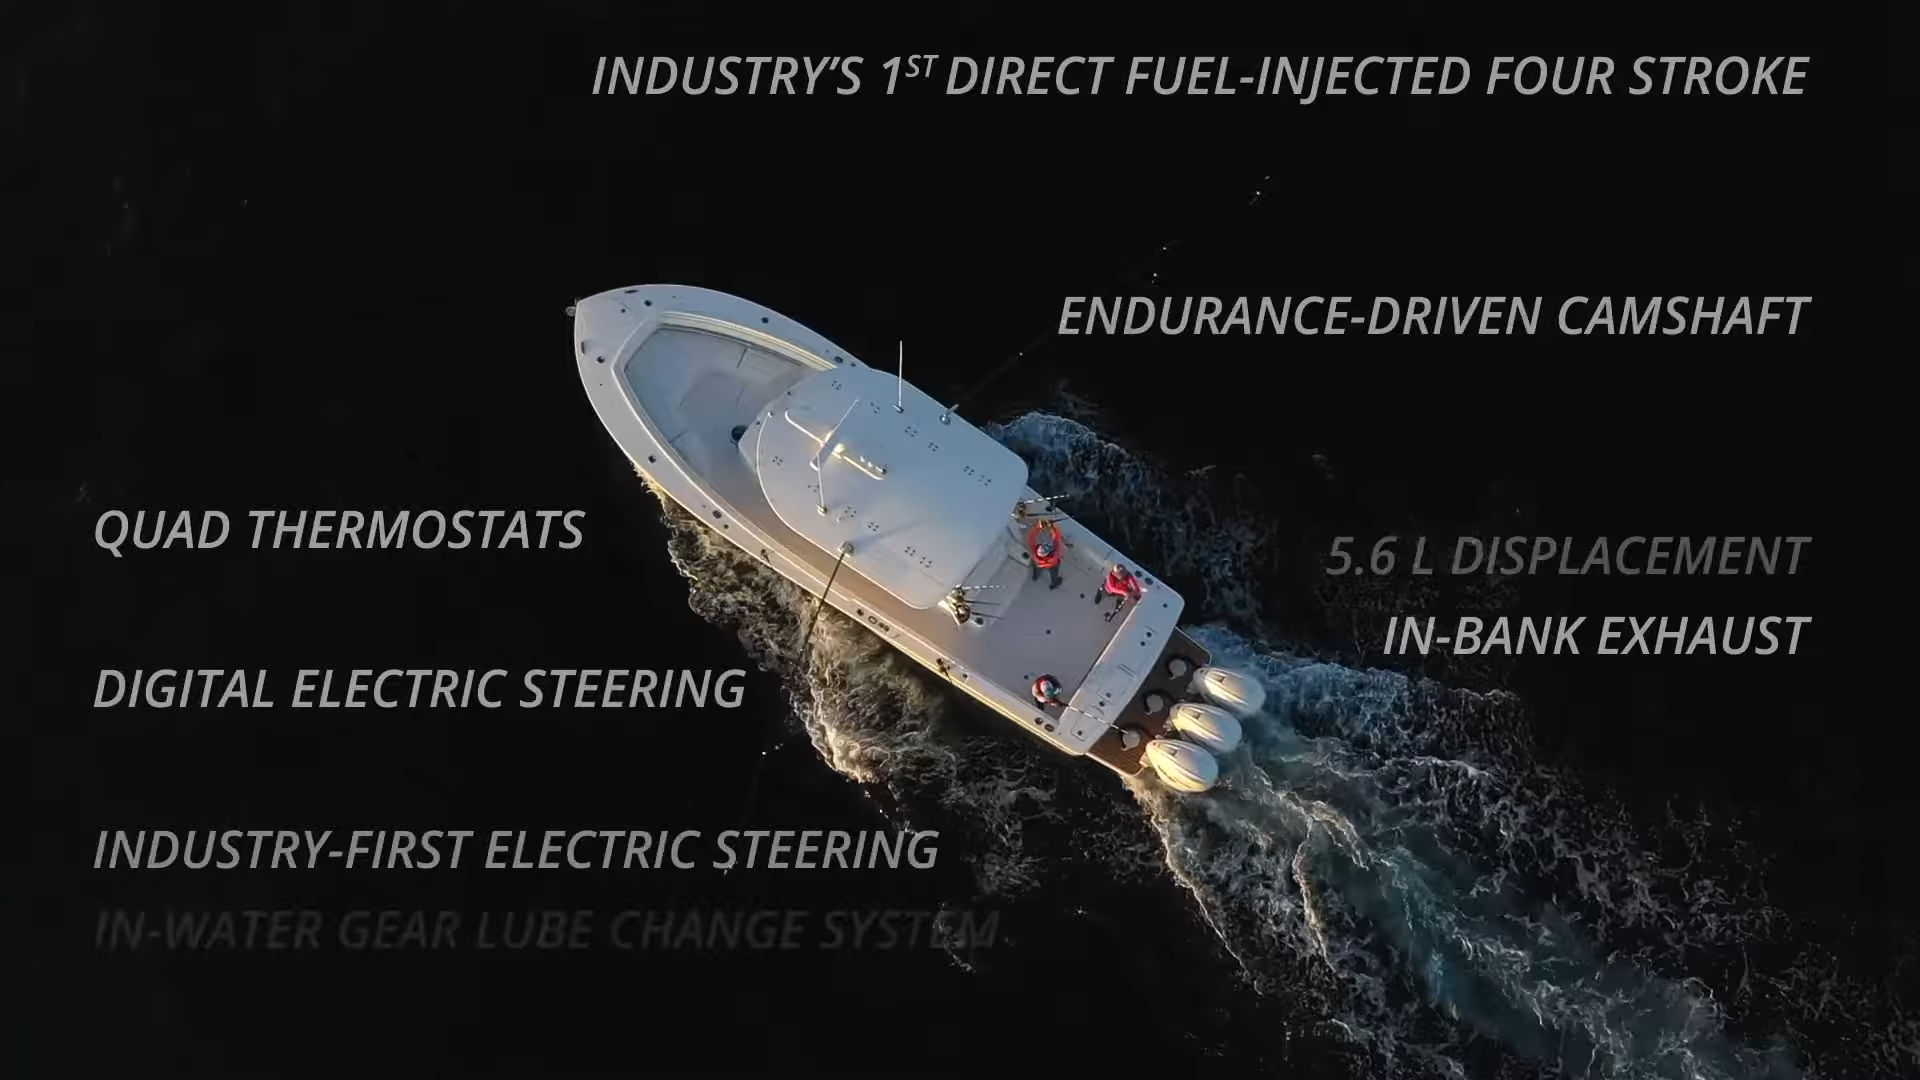 INDUSTRY’S 1ST DIRECT FUEL-INJECTED FOUR STROKE
ENDURANCE-DRIVEN CAMSHAFT
QUAD THERMOSTATS
5.6 L DISPLACEMENT
IN-BANK EXHAUST
DIGITAL ELECTRIC STEERING
INDUSTRY-FIRST ELECTRIC STEERING
IN-WATER GEAR LUBE CHANGE SYSTEM